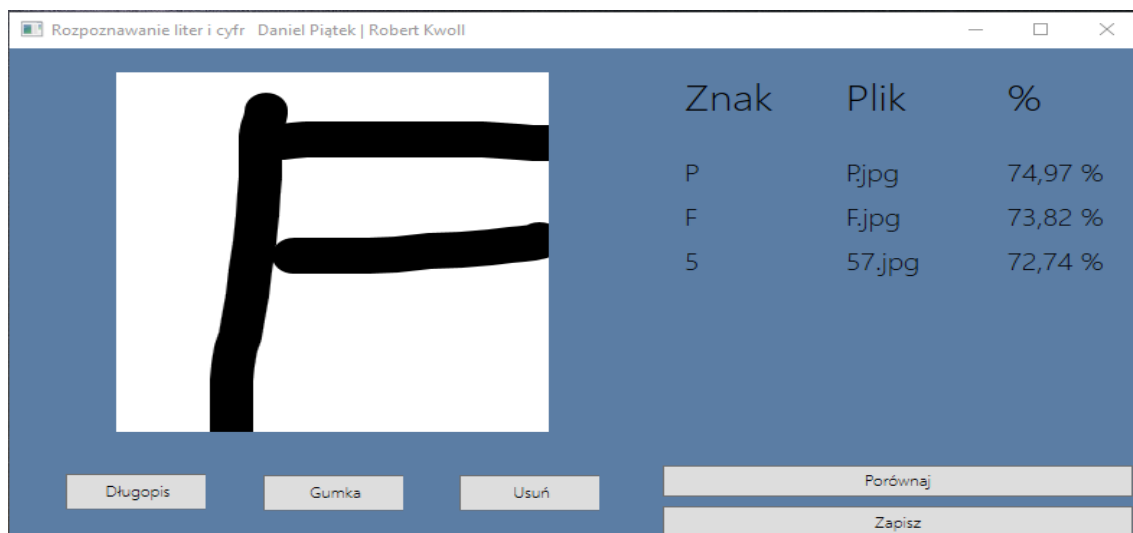 Rozpoznawanie liter i cyfr Daniel Piątek | Robert Kwoll
F
Znak Plik %
P P.jpg 74,97 %
F F.jpg 73,82 %
5 57.jpg 72,74 %
Długopis Gumka Usuń
Porównaj
Zapisz